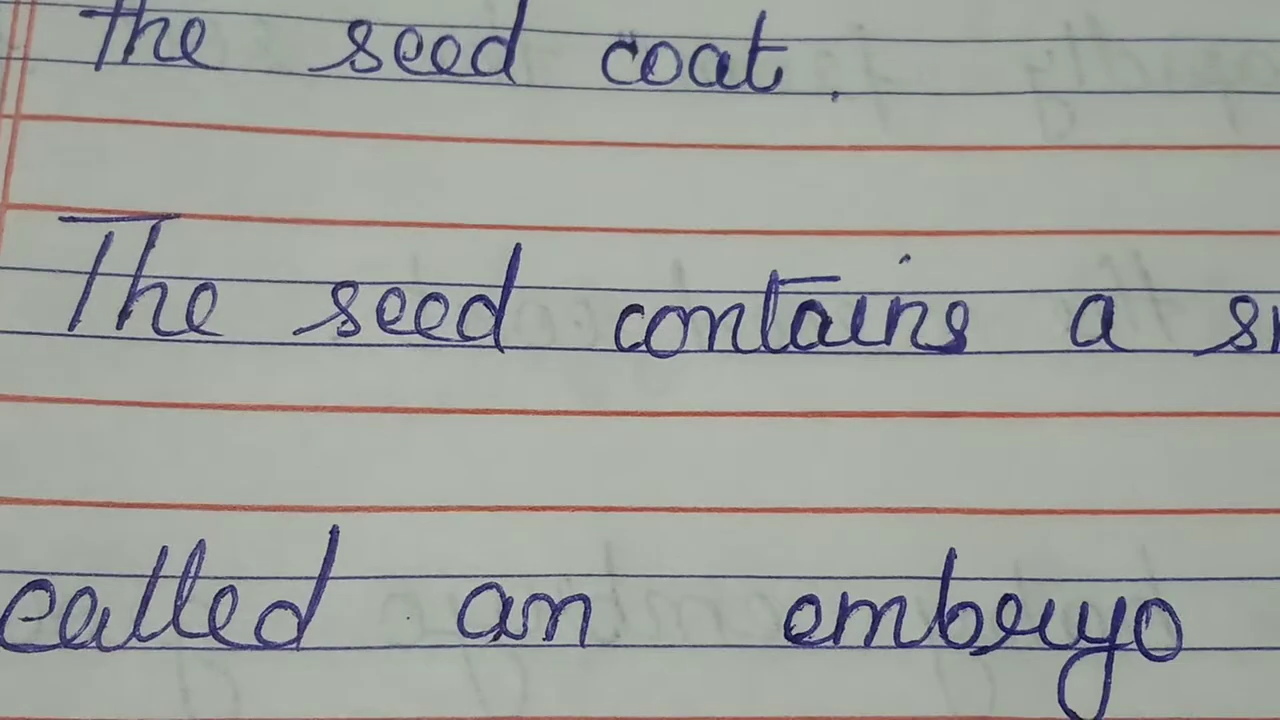 the seed coat.
The seed contains a
called an embryo